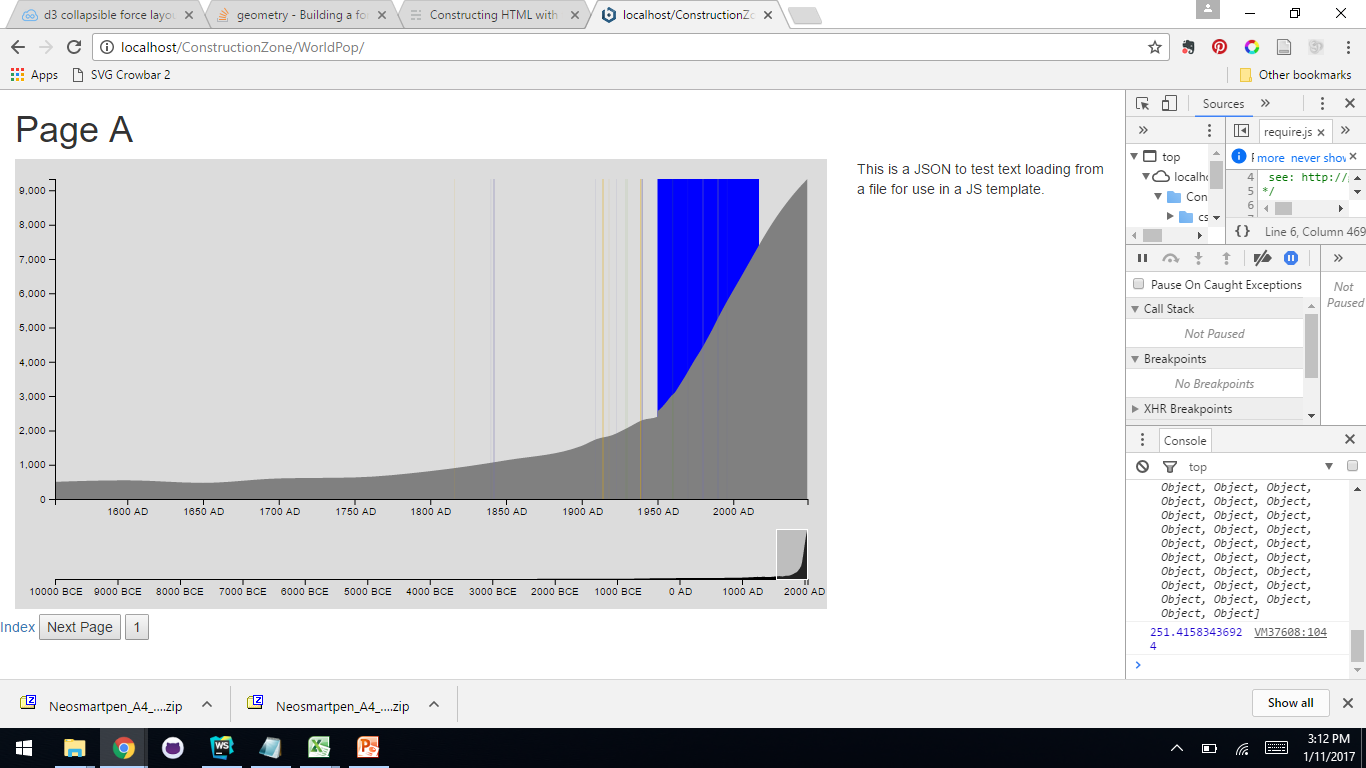 d3 collapsible force layou
geometry - Building a fo
Constructing HTML with
localhost/ConstructionZo
localhost/ConstructionZone/WorldPop/
Apps
SVG Crowbar 2
Other bookmarks
Page A
This is a JSON to test text loading from
a file for use in a JS template.
9,000
8,000
7,000
6,000
5,000
4,000
3,000
2,000
1,000
0
1600 AD 1650 AD 1700 AD 1750 AD 1800 AD 1850 AD 1900 AD 1950 AD 2000 AD
10000 BCE 9000 BCE 8000 BCE 7000 BCE 6000 BCE 5000 BCE 4000 BCE 3000 BCE 2000 BCE 1000 BCE 0 AD 1000 AD 2000 AD
Index Next Page 1
Sources
top
localh
Con
cs
require.js
more never show
4 see: http://
5 */
6
{} Line 6, Column 469
Pause On Caught Exceptions
Call Stack
Not Paused
Breakpoints
No Breakpoints
XHR Breakpoints
Not
Paused
Console
top
Object, Object, Object,
Object, Object, Object,
Object, Object, Object,
Object, Object, Object,
Object, Object, Object,
Object, Object, Object,
Object, Object, Object,
Object, Object, Object,
Object, Object, Object,
Object, Object]
251.4158343692 VM37608:104
4
Neosmartpen_A4_....zip
Neosmartpen_A4_....zip
Show all
WS
3:12 PM
1/11/2017